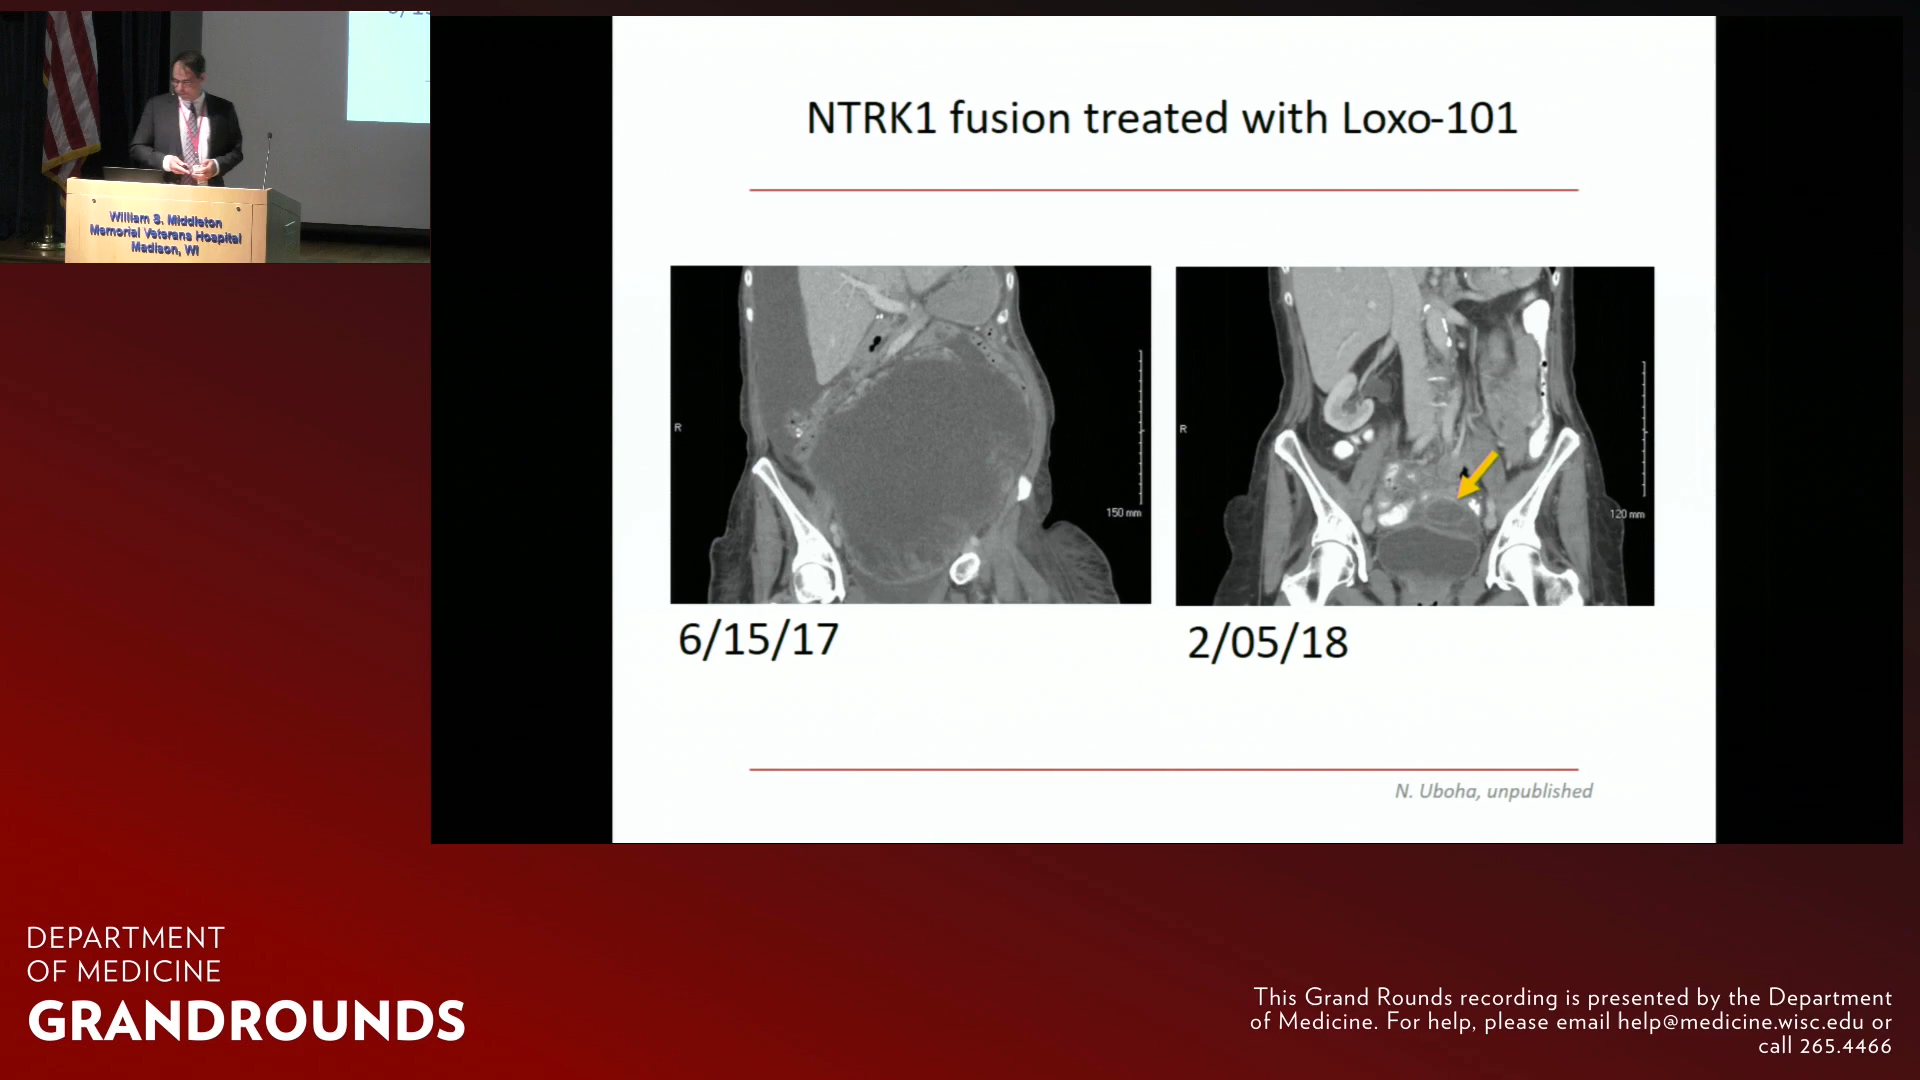 William S. Middleton
Memorial Veterans Hospital
Madison, WI
NTRK1 fusion treated with Loxo-101
R
150 mm
R
120 mm
6/15/17
2/05/18
N. Uboha, unpublished
DEPARTMENT
OF MEDICINE
GRANDROUNDS
This Grand Rounds recording is presented by the Department
of Medicine. For help, please email help@medicine.wisc.edu or
call 265.4466